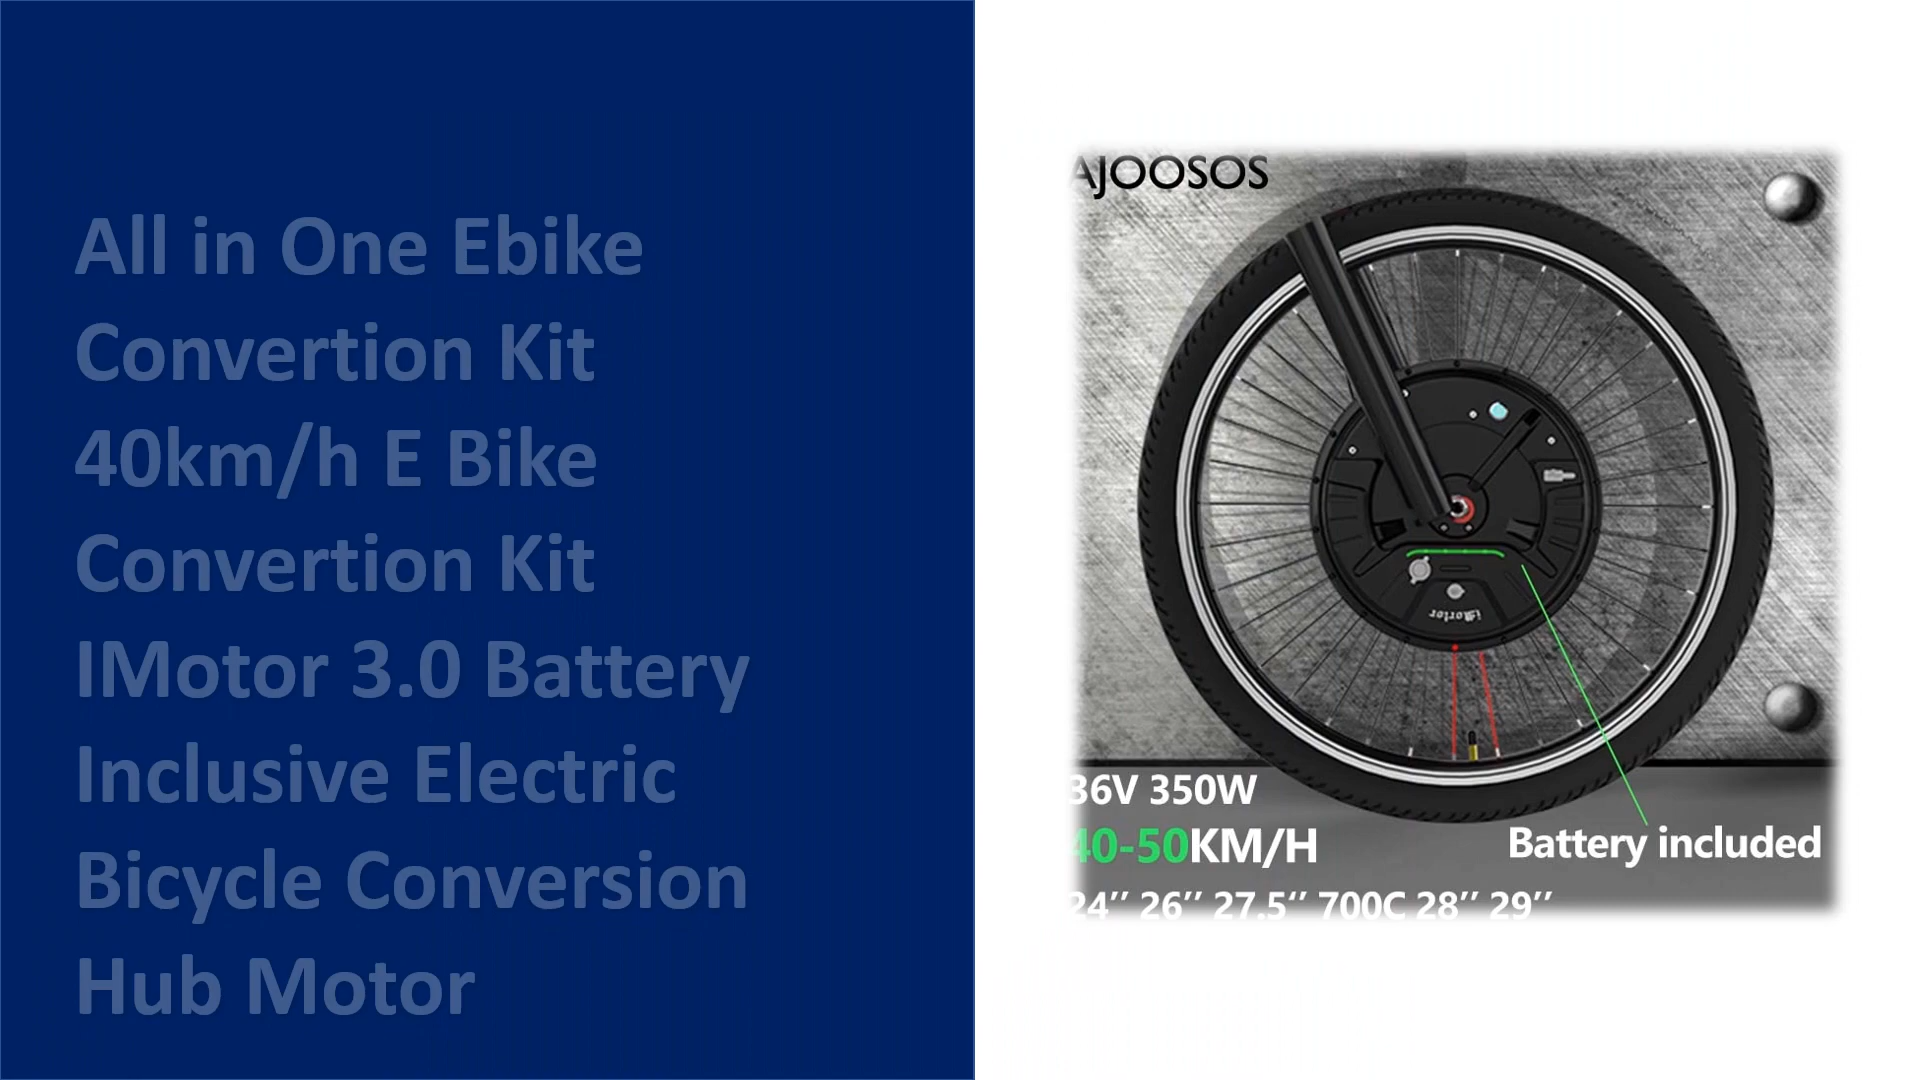 All in One Ebike
Convertion Kit
40km/h E Bike
Convertion Kit
IMotor 3.0 Battery
Inclusive Electric
Bicycle Conversion
Hub Motor
AJOOSOS
iMortor
36V 350W
40-50KM/H
Battery included
24′′ 26′′ 27.5′′ 700C 28′′ 29′′